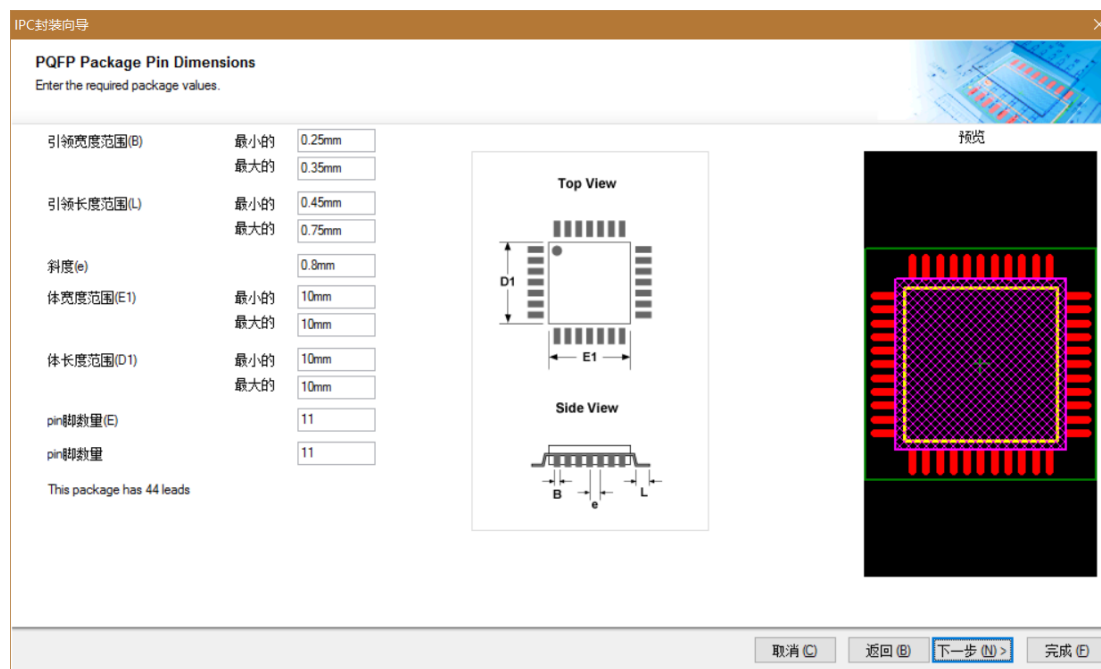 IPC封装向导
PQFP Package Pin Dimensions
Enter the required package values.
引领宽度范围(B) 最小的 0.25mm
最大的 0.35mm
引领长度范围(L) 最小的 0.45mm
最大的 0.75mm
斜度(e) 0.8mm
体宽度范围(E1) 最小的 10mm
最大的 10mm
体长度范围(D1) 最小的 10mm
最大的 10mm
pin脚数量(E) 11
pin脚数量 11
This package has 44 leads
Top View
D1
E1
Side View
B
e
L
预览
取消(C) 返回(B) 下一步(N)> 完成(F)